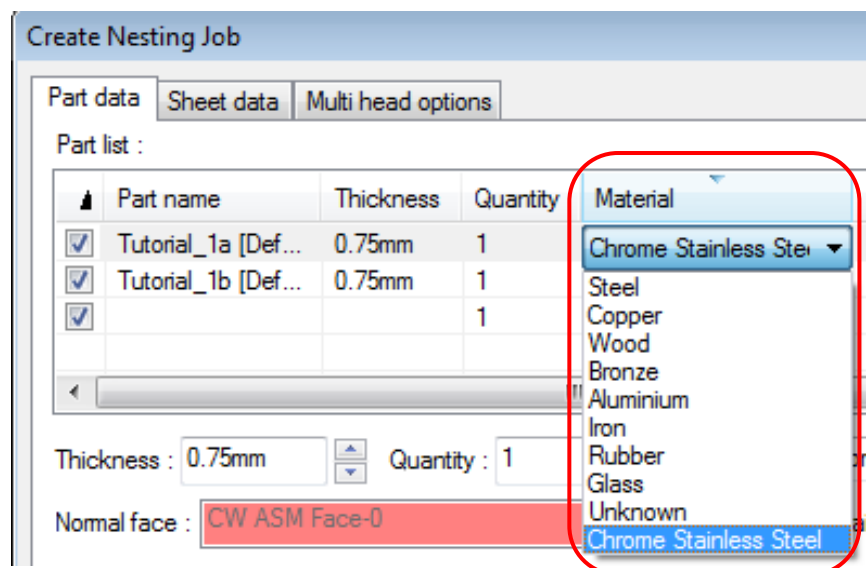 Create Nesting Job
Part data Sheet data Multi head options
Part list :
Part name Thickness Quantity Material
Tutorial_1a [Def... 0.75mm 1 Chrome Stainless
Tutorial_1b [Def... 0.75mm 1 Steel
1 Copper
Wood
Bronze
Aluminium
Iron
Thickness : 0.75mm Quantity : 1 Rubber
Glass
Normal face : CW ASM Face-0 Unknown
Chrome Stainless Steel